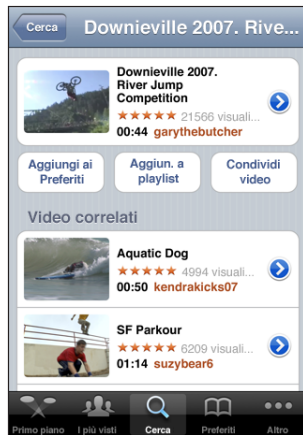 Cerca
Downieville 2007. Rive...
Downieville 2007.
River Jump
Competition
21566 visuali...
00:44 garythebutcher
Aggiungi ai
Preferiti
Aggiun. a
playlist
Condividi
video
Video correlati
Aquatic Dog
4994 visuali...
00:50 kendrakicks07
SF Parkour
6209 visuali...
01:14 suzybear6
Primo piano
I più visti
Cerca
Preferiti
Altro